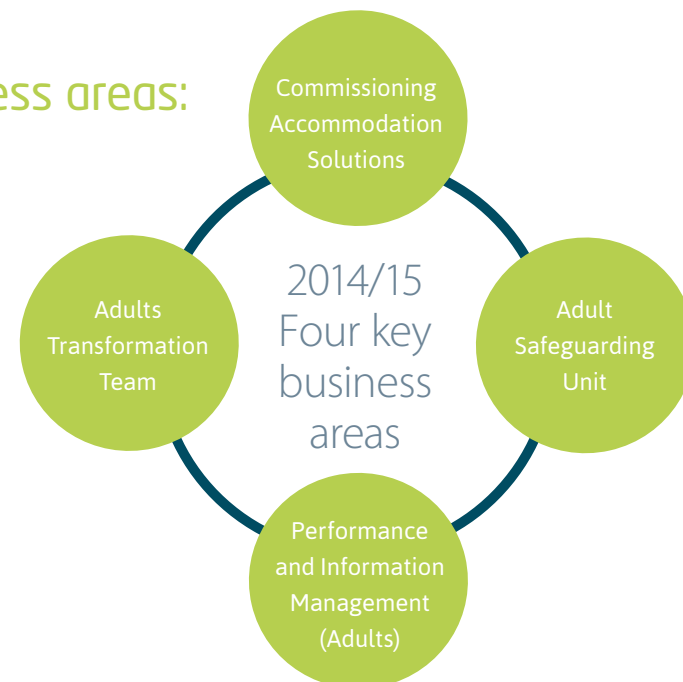 ess areas:
Commissioning
Accommodation
Solutions
2014/15
Four key
business
areas
Adults
Transformation
Team
Adult
Safeguarding
Unit
Performance
and Information
Management
(Adults)